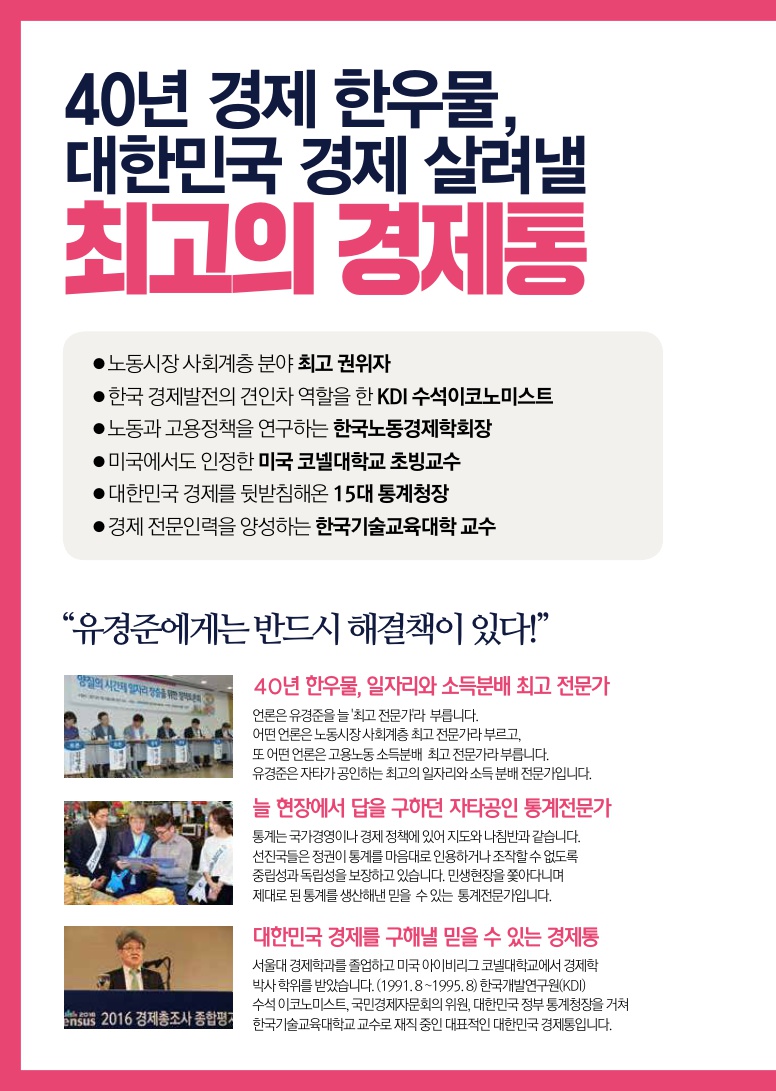 40년 경제 한우물,
대한민국 경제 살려낼
최고의 경제통
●노동시장 사회계층 분야 최고 권위자
●한국 경제발전의 견인차 역할을 한 KDI 수석이코노미스트
●노동과 고용정책을 연구하는 한국노동경제학회장
●미국에서도 인정한 미국 코넬대학교 초빙교수
●대한민국 경제를 뒷받침해온 15대 통계청장
●경제 전문인력을 양성하는 한국기술교육대학 교수
“유경준에게는 반드시 해결책이 있다!”
양질의 시간제 일자리 창출을 위한 정책토론회
40년 한우물, 일자리와 소득분배 최고 전문가
언론은 유경준을 늘 '최고 전문가'라 부릅니다.
어떤 언론은 노동시장 사회계층 최고 전문가라 부르고,
또 어떤 언론은 고용노동 소득분배 최고 전문가라 부릅니다.
유경준은 자타가 공인하는 최고의 일자리와 소득 분배 전문가입니다.
늘 현장에서 답을 구하던 자타공인 통계전문가
통계는 국가경영이나 경제 정책에 있어 지도와 나침반과 같습니다.
선진국들은 정권이 통계를 마음대로 인용하거나 조작할 수 없도록
중립성과 독립성을 보장하고 있습니다. 민생현장을 쫓아다니며
제대로 된 통계를 생산해낸 믿을 수 있는 통계전문가입니다.
대한민국 경제를 구해낼 믿을 수 있는 경제통
서울대 경제학과를 졸업하고 미국 아이비리그 코넬대학교에서 경제학
박사 학위를 받았습니다. (1991. 8 ~1995. 8) 한국개발연구원(KDI)
수석 이코노미스트, 국민경제자문회의 위원, 대한민국 정부 통계청장을 거쳐
한국기술교육대학교 교수로 재직 중인 대표적인 대한민국 경제통입니다.
ensus 2016 경제총조사 종합평가